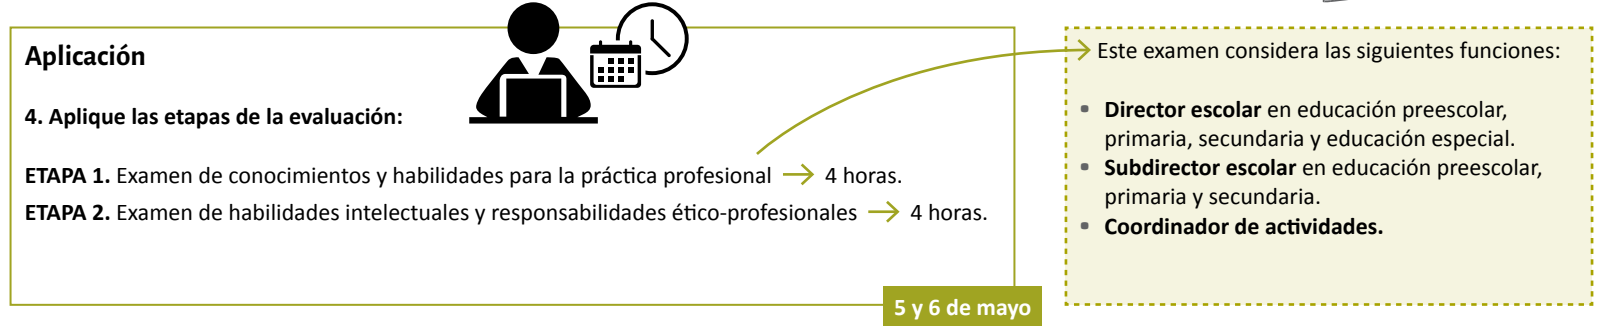 Aplicación
4. Aplique las etapas de la evaluación:
ETAPA 1. Examen de conocimientos y habilidades para la práctica profesional → 4 horas.
ETAPA 2. Examen de habilidades intelectuales y responsabilidades ético-profesionales → 4 horas.
5 y 6 de mayo
Este examen considera las siguientes funciones:
▪ Director escolar en educación preescolar,
primaria, secundaria y educación especial.
▪ Subdirector escolar en educación preescolar,
primaria y secundaria.
▪ Coordinador de actividades.